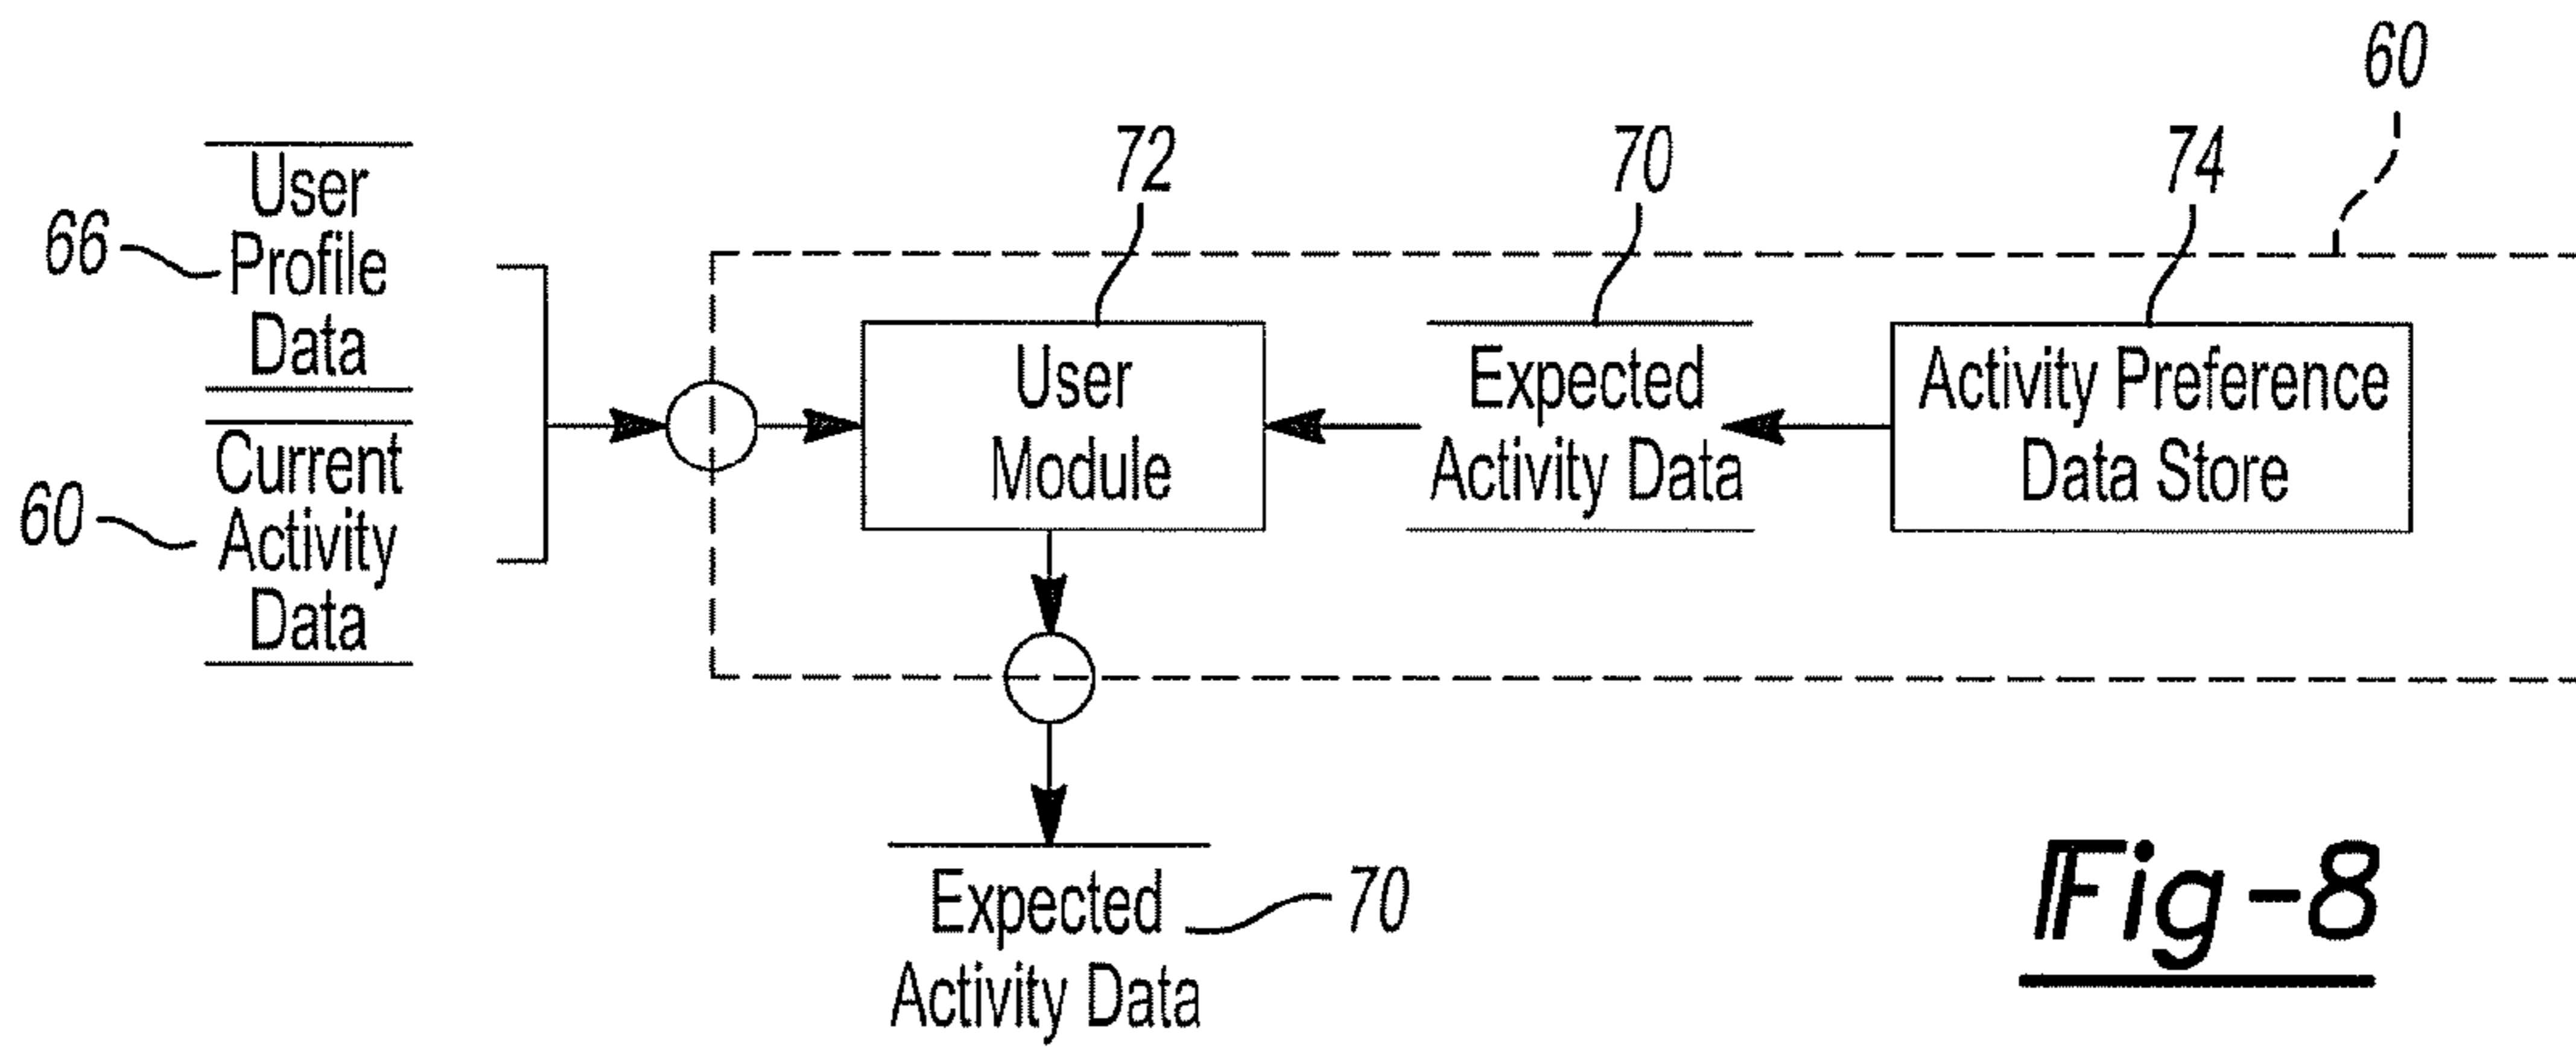 60
72
70
74
User
Profile
Data
66
Current
Activity
Data
60
User
Module
Expected
Activity Data
Activity Preference
Data Store
Expected
Activity Data
70
Fig-8